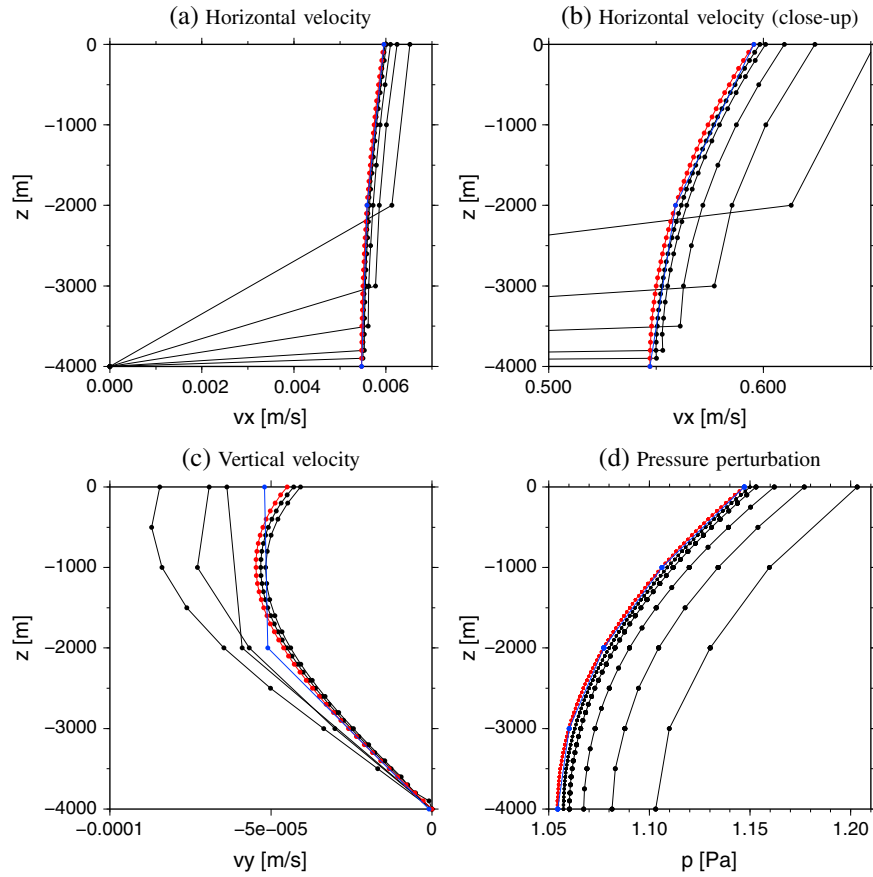 (a) Horizontal velocity
0
−1000
−2000
−3000
−4000
z [m]
0.000 0.002 0.004 0.006
vx [m/s]
(b) Horizontal velocity (close-up)
0
−1000
−2000
−3000
−4000
z [m]
0.500 0.600
vx [m/s]
(c) Vertical velocity
0
−1000
−2000
−3000
−4000
z [m]
−0.0001 −5e−005 0
vy [m/s]
(d) Pressure perturbation
0
−1000
−2000
−3000
−4000
z [m]
1.05 1.10 1.15 1.20
p [Pa]